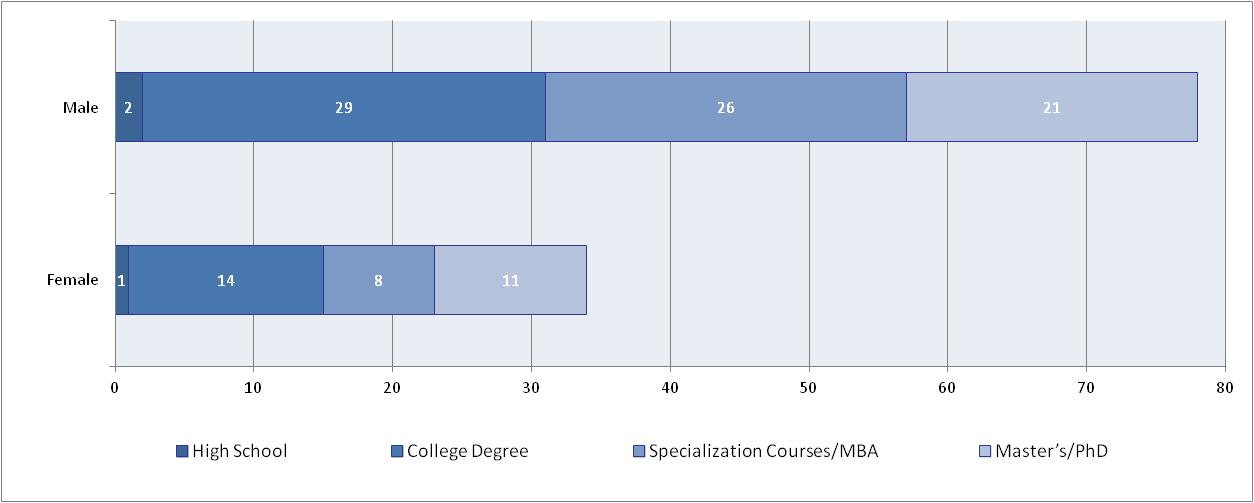 Male 2 29 26 21
Female 1 14 8 11
0 10 20 30 40 50 60 70 80
High School College Degree Specialization Courses/MBA Master’s/PhD